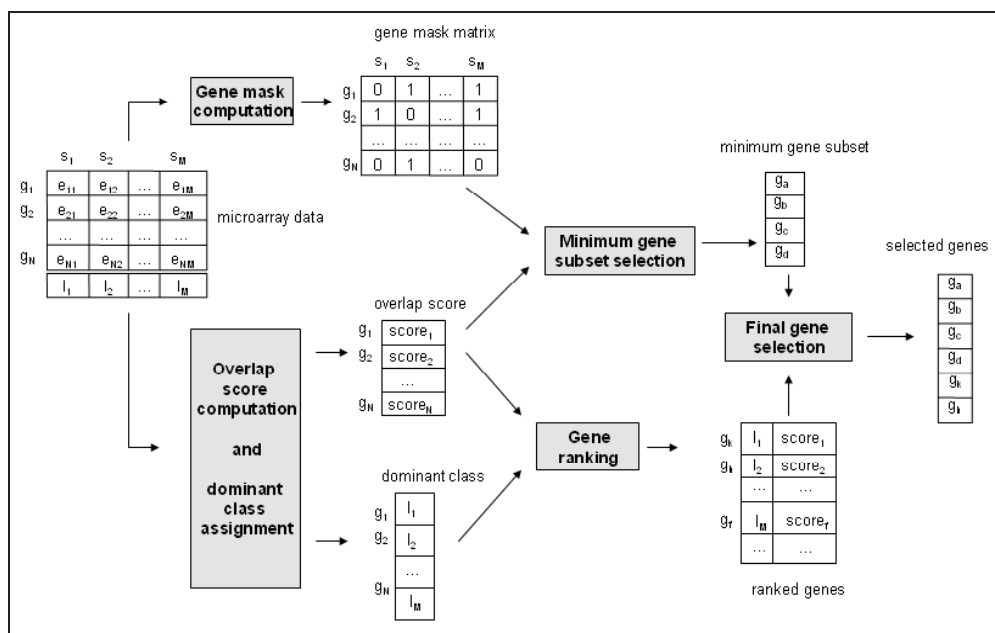 gene mask matrix
s1 s2 sM
Gene mask
computation
g1 0 1 ... 1
g2 1 0 ... 1
... ... ... ...
gN 0 1 ... 0
s1 s2 sM
g1 e11 e12 ... e1M
g2 e21 e22 ... e2M
... ... ... ...
gN eN1 eN2 ... eNM
l1 l2 ... lM
microarray data
minimum gene subset
ga
gb
gc
gd
Minimum gene
subset selection
selected genes
ga
gb
gc
gd
gk
gh
overlap score
g1 score1
g2 score2
...
gN scoreN
Final gene
selection
Overlap
score
computation
and
dominant
class
assignment
Gene
ranking
dominant class
g1 l1
g2 l2
...
gN lM
gk l1 score1
gh l2 score2
... ...
gf lM scoref
... ...
ranked genes